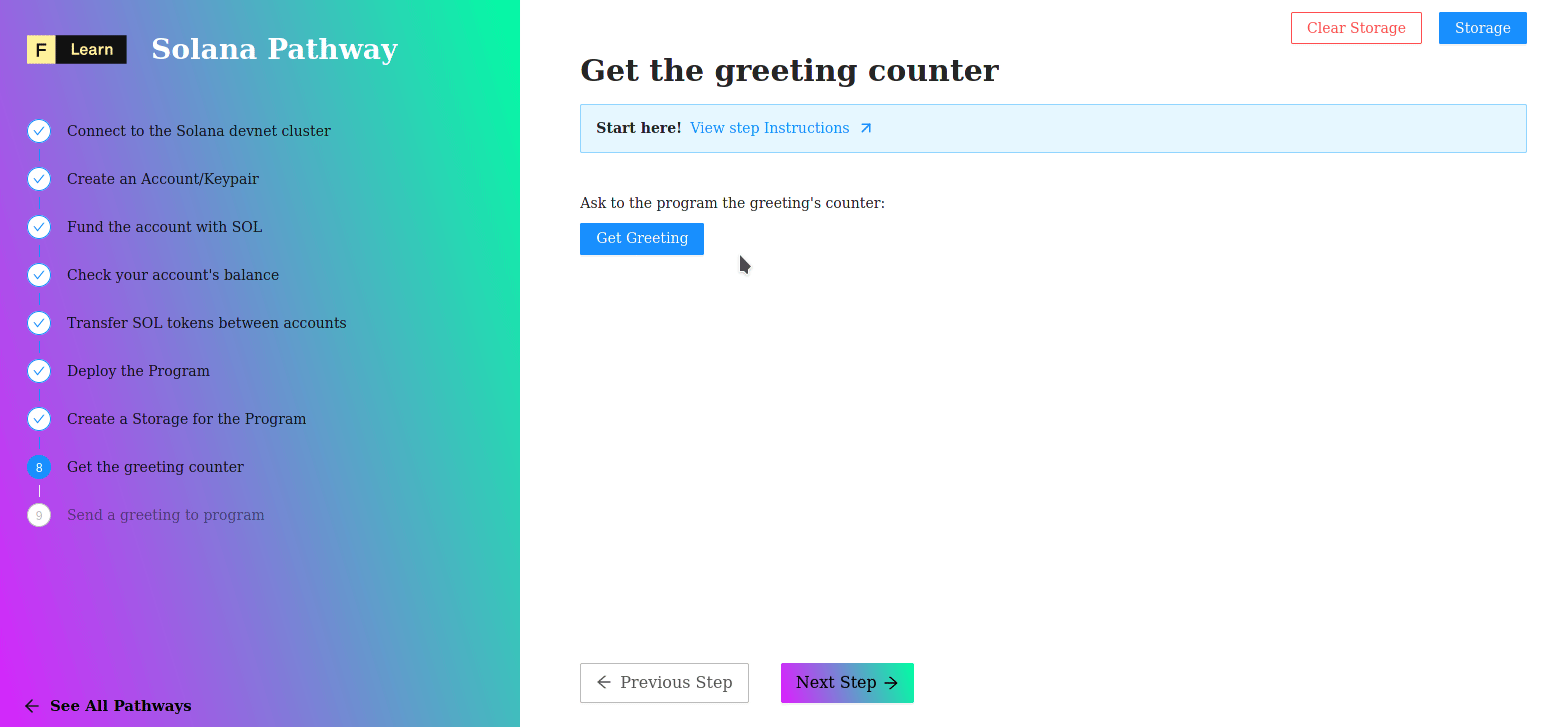 F Learn
Solana Pathway
Connect to the Solana devnet cluster
Create an Account/Keypair
Fund the account with SOL
Check your account's balance
Transfer SOL tokens between accounts
Deploy the Program
Create a Storage for the Program
8 Get the greeting counter
9 Send a greeting to program
See All Pathways
Clear Storage
Storage
Get the greeting counter
Start here! View step Instructions
Ask to the program the greeting's counter:
Get Greeting
Previous Step
Next Step